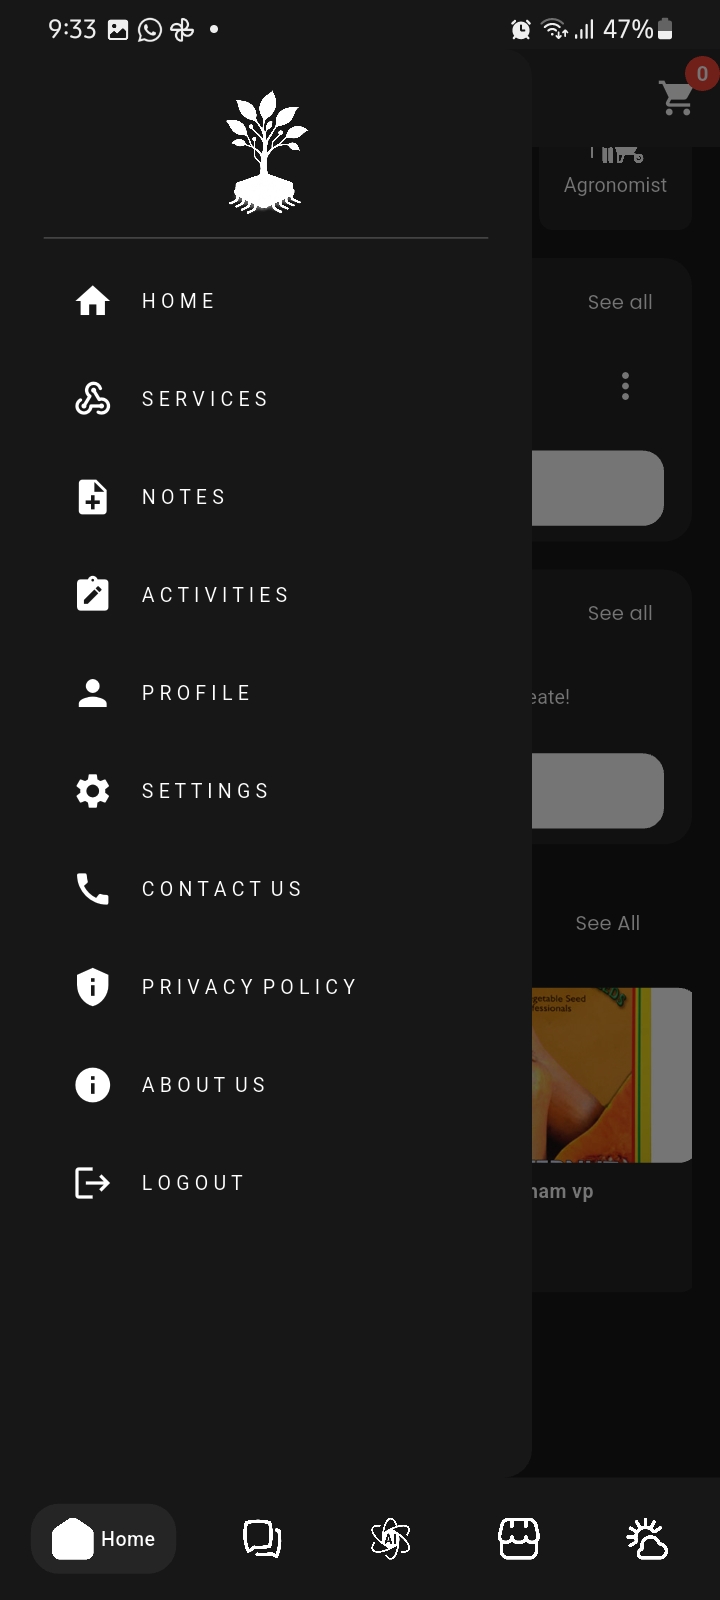 9:33
47%
0
Agronomist
HOME
See all
SERVICES
NOTES
ACTIVITIES
See all
PROFILE
eate!
SETTINGS
CONTACT US
See All
PRIVACY POLICY
getable Seed
fessionals
EDS
ABOUT US
LOGOUT
nam vp
Home
AI